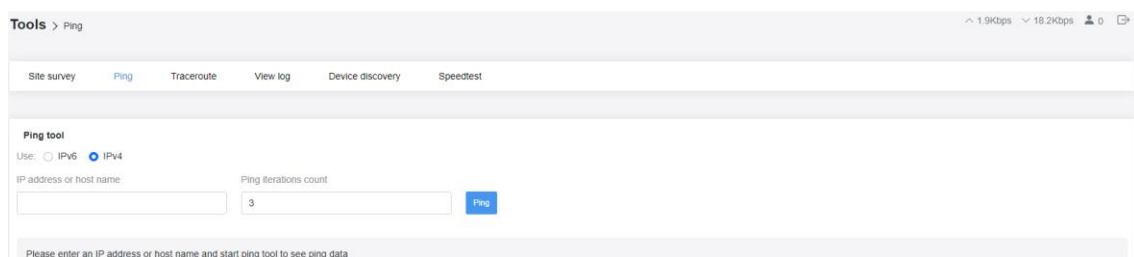 Tools > Ping
1.9Kbps 18.2Kbps 0
Site survey Ping Traceroute View log Device discovery Speedtest
Ping tool
Use: IPv6 IPv4
IP address or host name Ping iterations count
3 Ping
Please enter an IP address or host name and start ping tool to see ping data